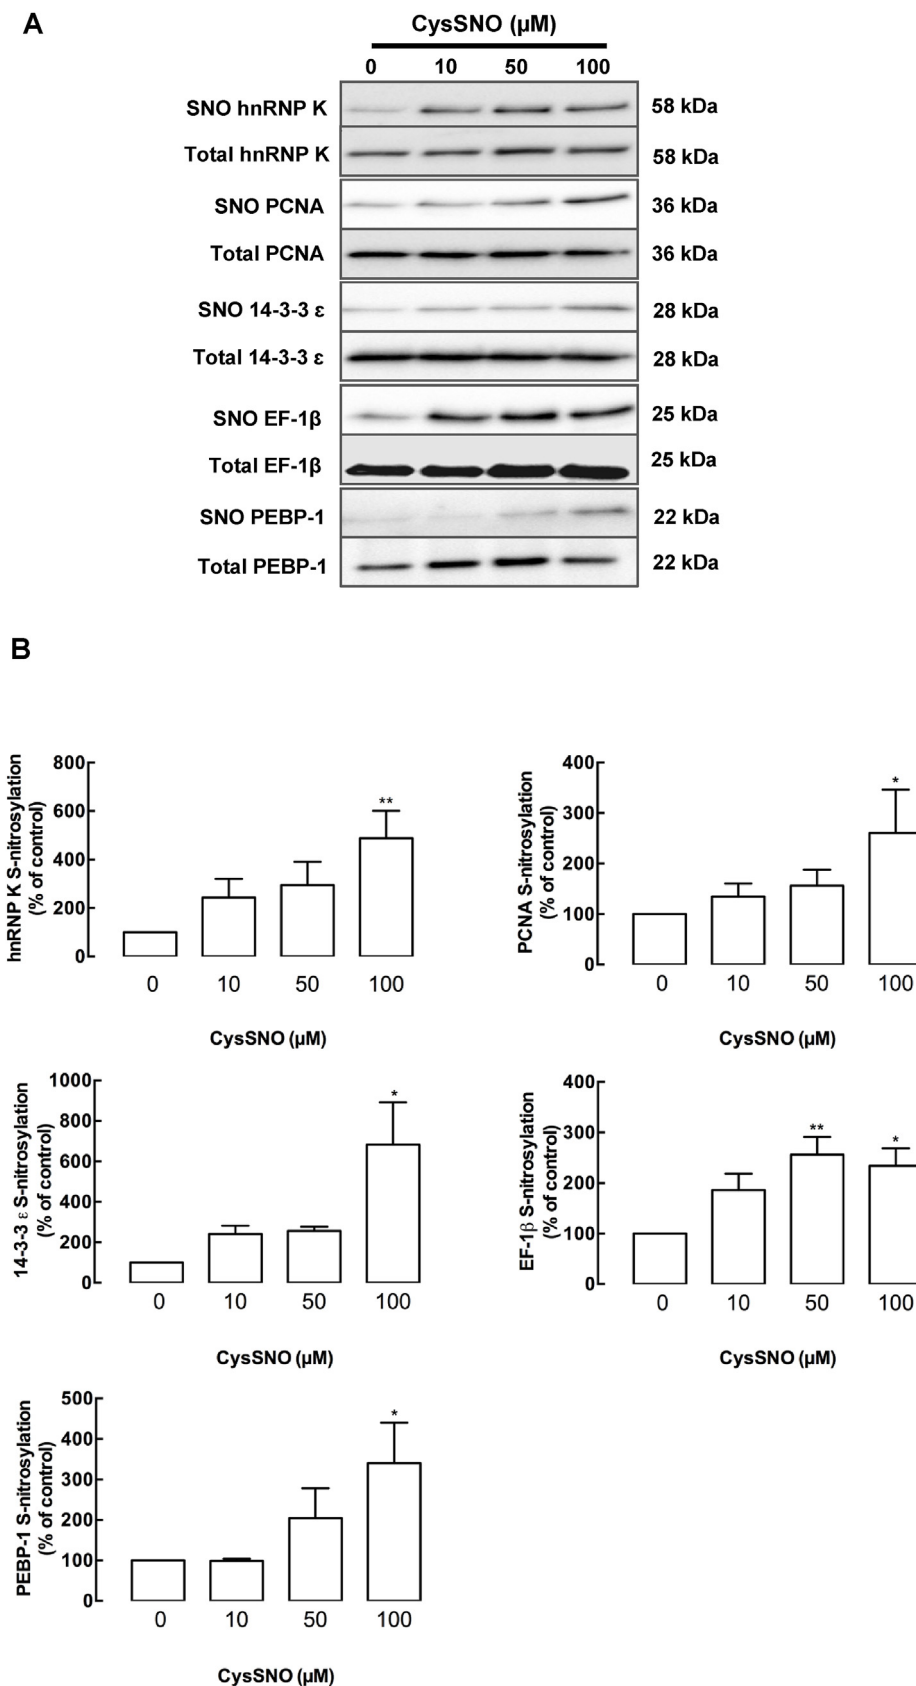 A
CysSNO (µM)
0 10 50 100
SNO hnRNP K 58 kDa
Total hnRNP K 58 kDa
SNO PCNA 36 kDa
Total PCNA 36 kDa
SNO 14-3-3 ε 28 kDa
Total 14-3-3 ε 28 kDa
SNO EF-1β 25 kDa
Total EF-1β 25 kDa
SNO PEBP-1 22 kDa
Total PEBP-1 22 kDa
B
hnRNP K S-nitrosylation
(% of control)
800
600
400
200
0
**
0 10 50 100
CysSNO (µM)
PCNA S-nitrosylation
(% of control)
400
300
200
100
0
*
0 10 50 100
CysSNO (µM)
14-3-3 ε S-nitrosylation
(% of control)
1000
800
600
400
200
0
*
0 10 50 100
CysSNO (µM)
EF-1β S-nitrosylation
(% of control)
400
300
200
100
0
** *
0 10 50 100
CysSNO (µM)
PEBP-1 S-nitrosylation
(% of control)
500
400
300
200
100
0
*
0 10 50 100
CysSNO (µM)